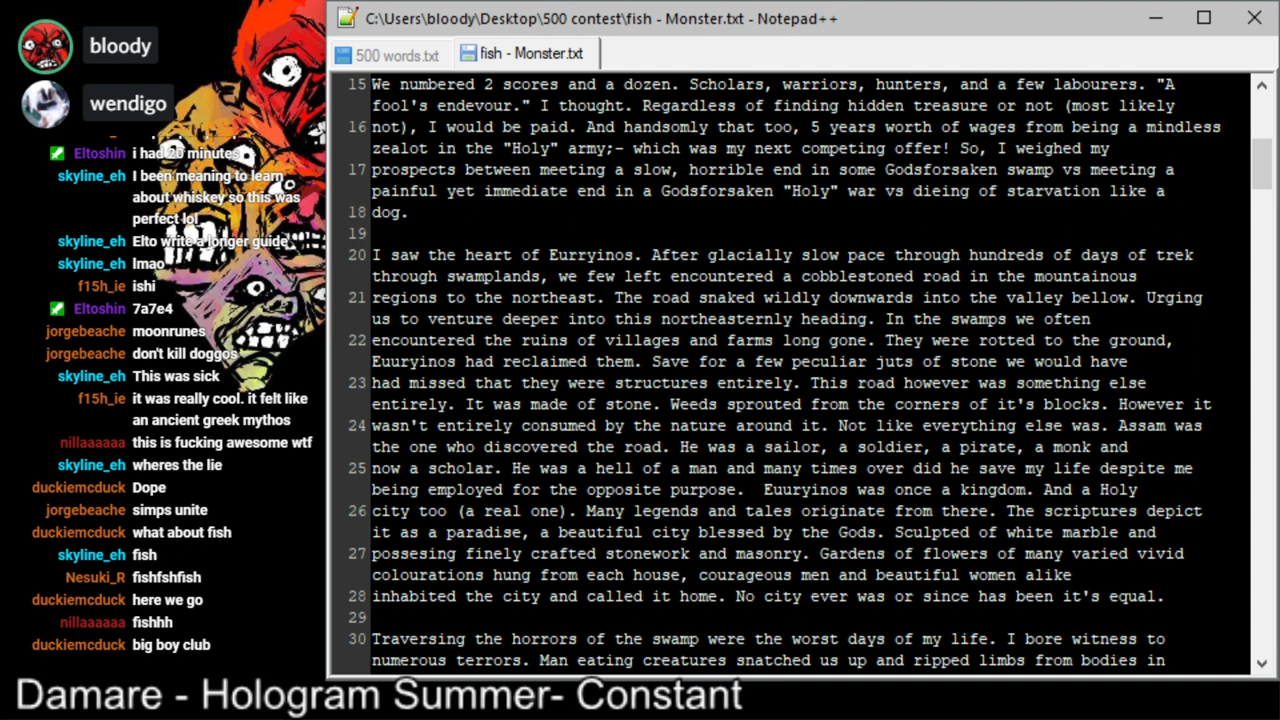 bloody
wendigo
Eltoshin i had 20 minutes
skyline_eh I been meaning to learn
about whiskey so this was
perfect lol
skyline_eh Elto write a longer guide
skyline_eh lmao
f15h_ie ishi
Eltoshin 7a7e4
jorgebeache moonrunes
jorgebeache don't kill doggos
skyline_eh This was sick
f15h_ie it was really cool. it felt like
an ancient greek mythos
nillaaaaaa this is fucking awesome wtf
skyline_eh wheres the lie
duckiemcduck Dope
jorgebeache simps unite
duckiemcduck what about fish
skyline_eh fish
Nesuki_R fishfshfish
duckiemcduck here we go
nillaaaaaa fishhh
duckiemcduck big boy club
C:\Users\bloody\Desktop\500 contest\fish - Monster.txt - Notepad++
500 words.txt
fish - Monster.txt
15 We numbered 2 scores and a dozen. Scholars, warriors, hunters, and a few labourers. "A
fool's endevour." I thought. Regardless of finding hidden treasure or not (most likely
16 not), I would be paid. And handsomly that too, 5 years worth of wages from being a mindless
zealot in the "Holy" army;- which was my next competing offer! So, I weighed my
17 prospects between meeting a slow, horrible end in some Godsforsaken swamp vs meeting a
painful yet immediate end in a Godsforsaken "Holy" war vs dieing of starvation like a
18 dog.
19
20 I saw the heart of Eurryinos. After glacially slow pace through hundreds of days of trek
through swamplands, we few left encountered a cobblestoned road in the mountainous
21 regions to the northeast. The road snaked wildly downwards into the valley bellow. Urging
us to venture deeper into this northeasternly heading. In the swamps we often
22 encountered the ruins of villages and farms long gone. They were rotted to the ground,
Euuryinos had reclaimed them. Save for a few peculiar juts of stone we would have
23 had missed that they were structures entirely. This road however was something else
entirely. It was made of stone. Weeds sprouted from the corners of it's blocks. However it
24 wasn't entirely consumed by the nature around it. Not like everything else was. Assam was
the one who discovered the road. He was a sailor, a soldier, a pirate, a monk and
25 now a scholar. He was a hell of a man and many times over did he save my life despite me
being employed for the opposite purpose.  Euuryinos was once a kingdom. And a Holy
26 city too (a real one). Many legends and tales originate from there. The scriptures depict
it as a paradise, a beautiful city blessed by the Gods. Sculpted of white marble and
27 possesing finely crafted stonework and masonry. Gardens of flowers of many varied vivid
colourations hung from each house, courageous men and beautiful women alike
28 inhabited the city and called it home. No city ever was or since has been it's equal.
29
30 Traversing the horrors of the swamp were the worst days of my life. I bore witness to
numerous terrors. Man eating creatures snatched us up and ripped limbs from bodies in
Damare - Hologram Summer- Constant